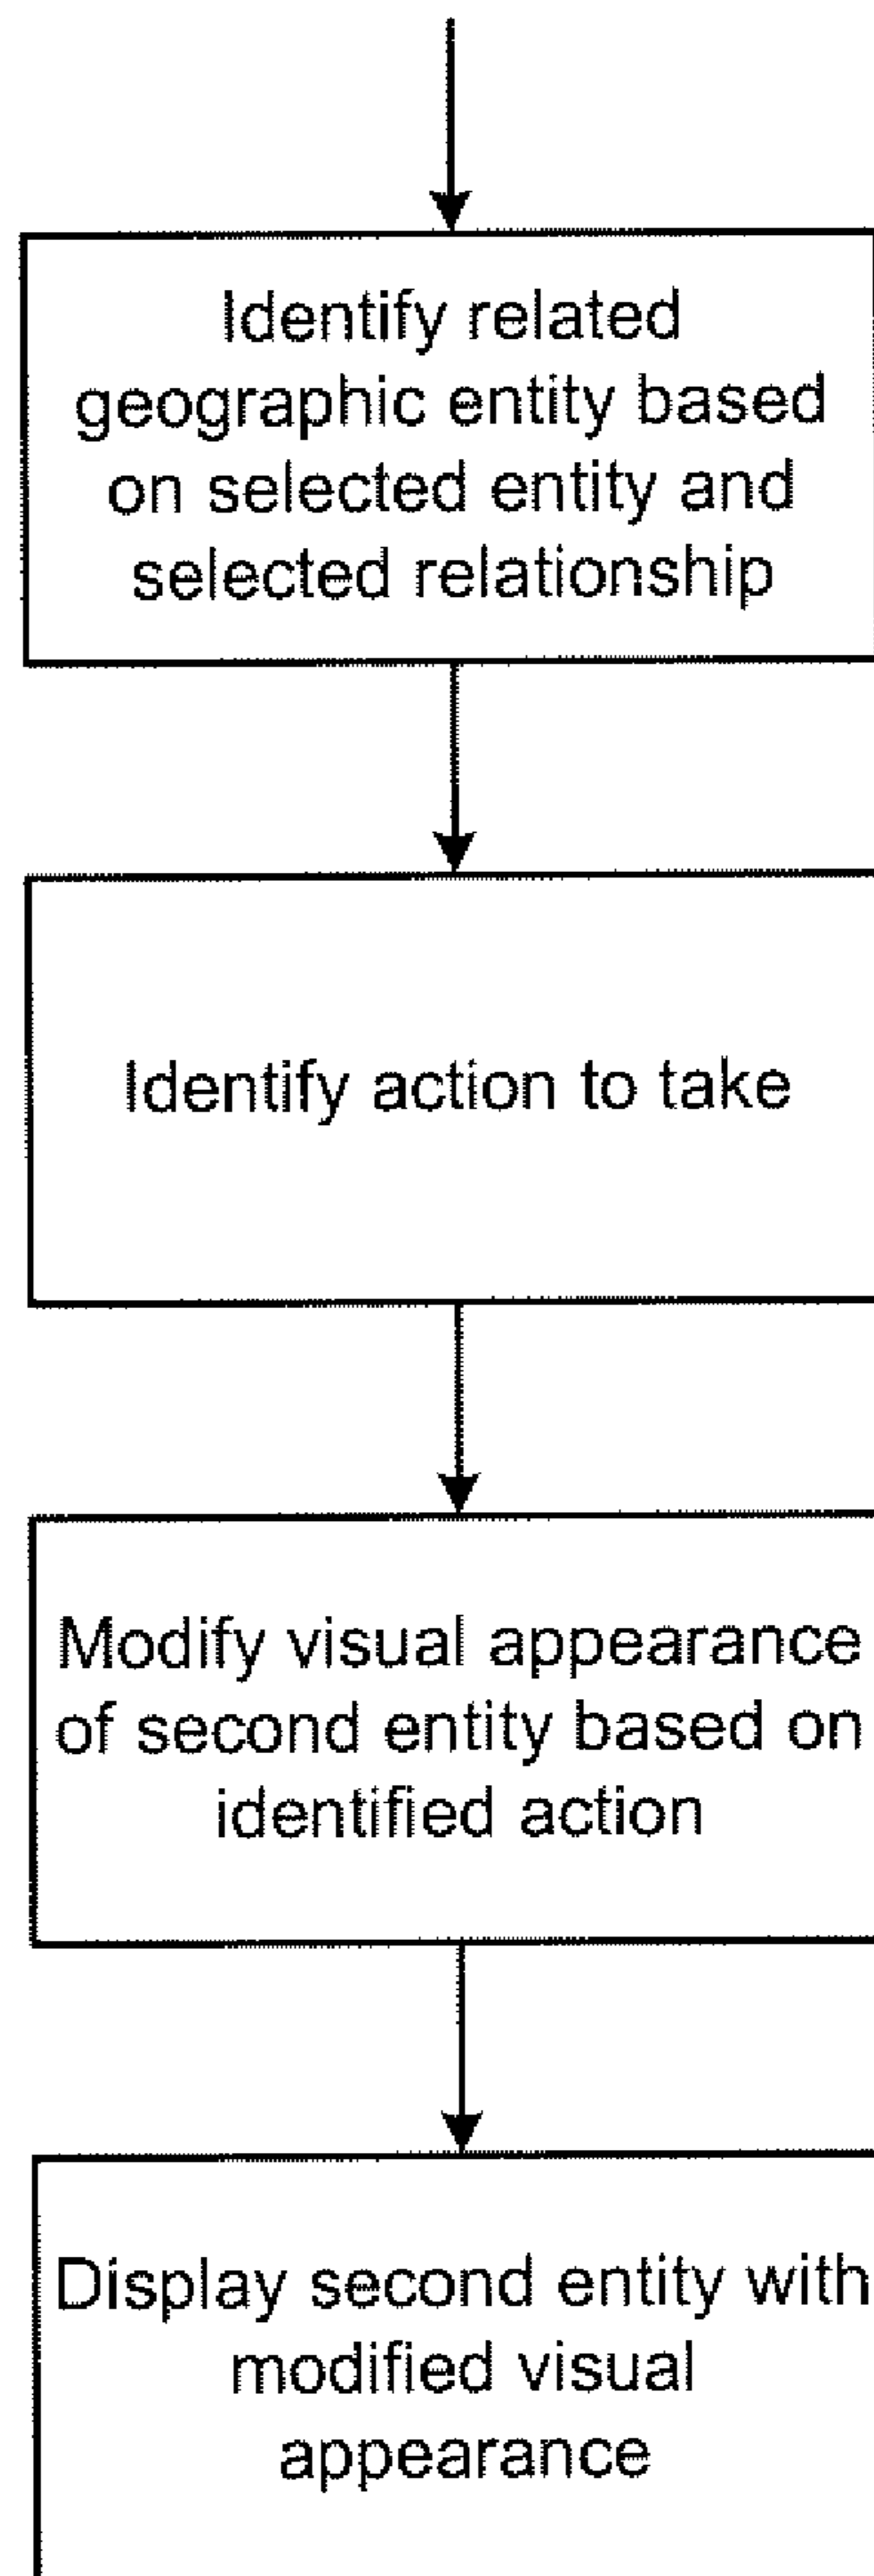 Identify related
geographic entity based
on selected entity and
selected relationship
Identify action to take
Modify visual appearance
of second entity based on
identified action
Display second entity with
modified visual
appearance